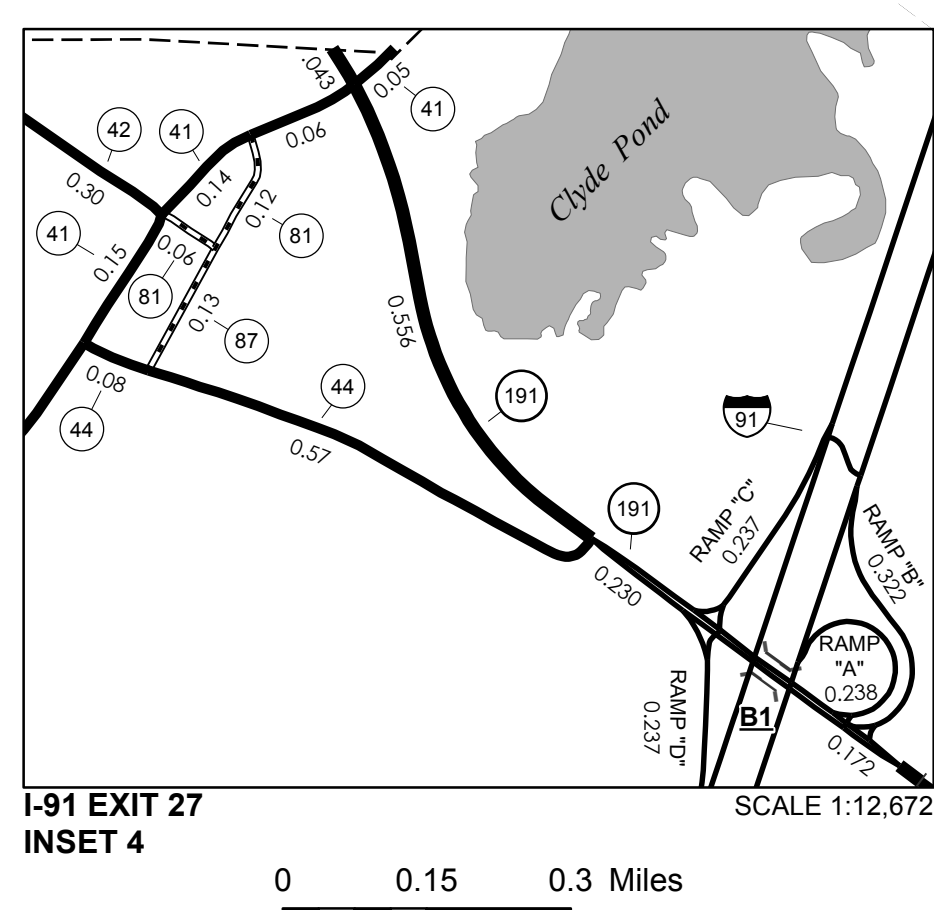 .043
0.05
41
0.06
42
41
0.30
0.14
0.12
81
41
0.15
0.06
81
0.13
87
Clyde Pond
0.556
44
0.08
44
0.57
191
91
191
0.230
RAMP "C"
0.237
RAMP "B"
0.322
RAMP
"A"
0.238
RAMP "D"
0.237
B1
0.172
I-91 EXIT 27
INSET 4
SCALE 1:12,672
0 0.15 0.3 Miles